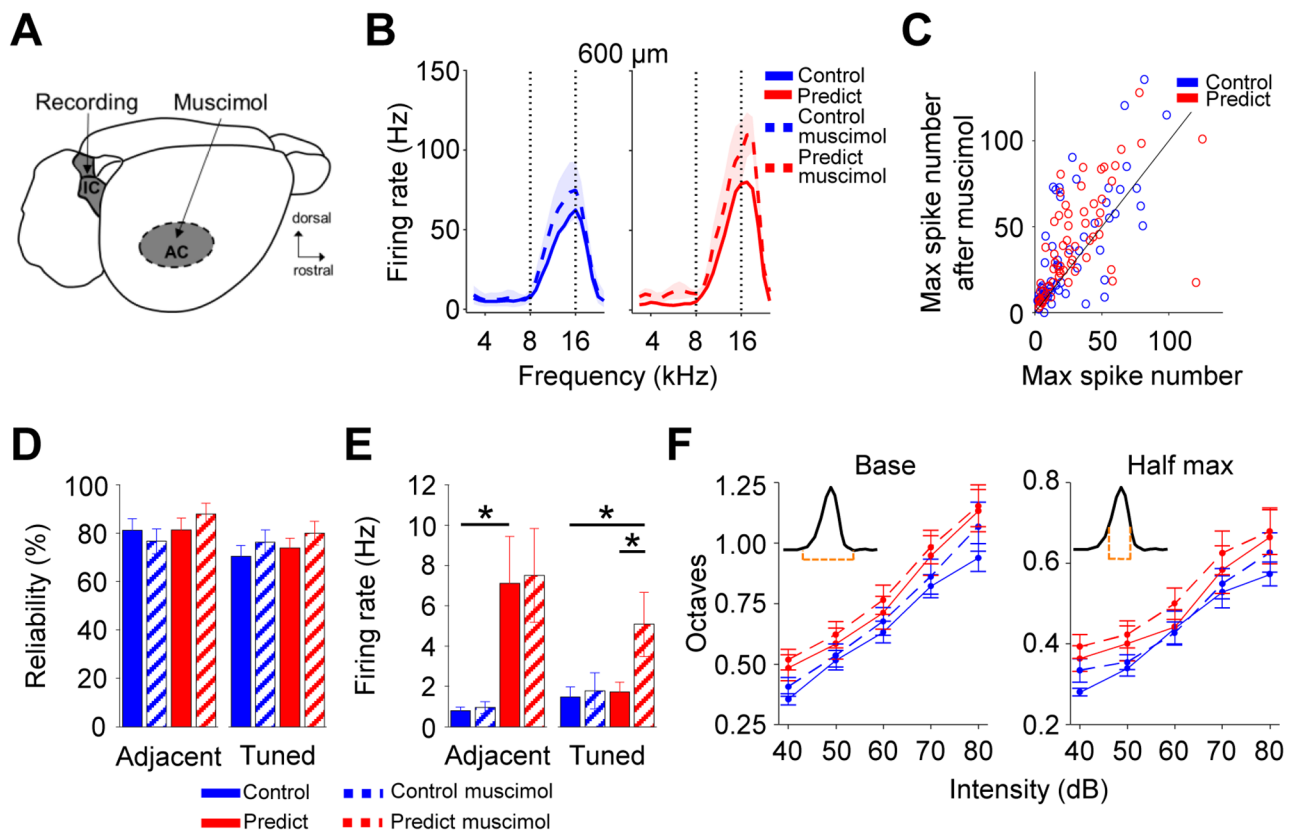 A
Recording
Muscimol
IC
AC
dorsal
rostral
B
600 µm
Firing rate (Hz)
150
100
50
0
4 8 16
4 8 16
Frequency (kHz)
Control
Predict
Control
muscimol
Predict
muscimol
C
Max spike number
after muscimol
100
50
0
0 50 100
Max spike number
Control
Predict
D
Reliability (%)
100
80
60
40
20
0
Adjacent Tuned
E
Firing rate (Hz)
12
10
8
6
4
2
0
* * *
Adjacent Tuned
Control
Control muscimol
Predict
Predict muscimol
F
Base
Octaves
1.25
1.00
0.75
0.50
0.25
40 50 60 70 80
Half max
0.8
0.6
0.4
0.2
40 50 60 70 80
Intensity (dB)